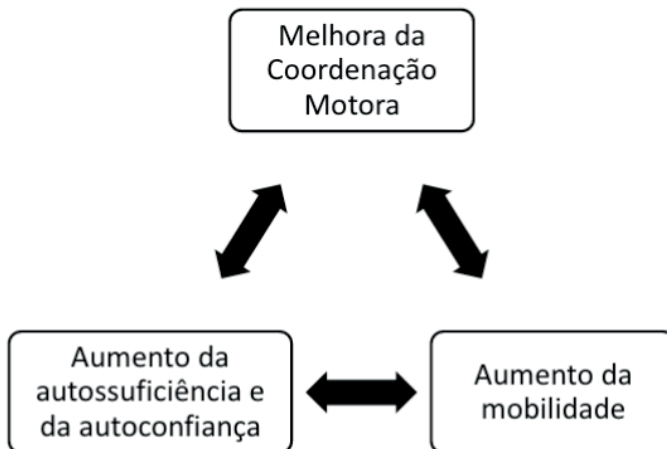 Melhora da
Coordenação
Motora
Aumento da
autossuficiência e
da autoconfiança
Aumento da
mobilidade